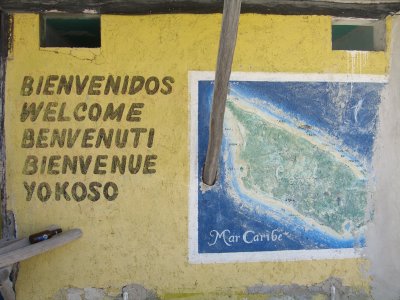 BIENVENIDOS
WELCOME
BENVENUTI
BIENVENUE
YOKOSO
Mar Caribe